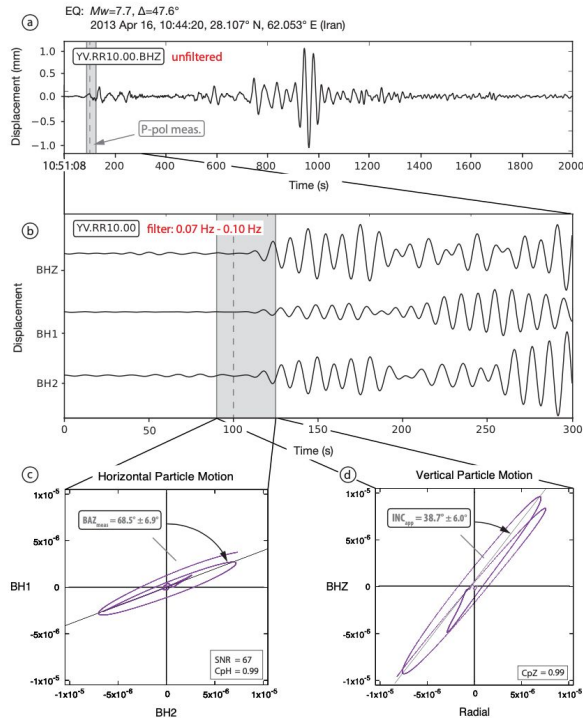 EQ: Mw=7.7, Δ=47.6°
2013 Apr 16, 10:44:20, 28.107° N, 62.053° E (Iran)
a
YV.RR10.00.BHZ unfiltered
Displacement (mm)
1.0
0.5
0.0
-0.5
-1.0
P-pol meas.
10:51:08 200 400 600 800 1000 1200 1400 1600 1800 2000
Time (s)
b
YV.RR10.00 filter: 0.07 Hz - 0.10 Hz
Displacement
BHZ
BH1
BH2
0 50 100 150 200 250 300
Time (s)
c
Horizontal Particle Motion
1x10⁻⁵
5x10⁻⁶
0
-5x10⁻⁶
-1x10⁻⁵
BH1
BAZmeas = 68.5° ± 6.9°
SNR = 67
CpH = 0.99
-1x10⁻⁵ -5x10⁻⁶ 0 5x10⁻⁶ 1x10⁻⁵
BH2
d
Vertical Particle Motion
1x10⁻⁵
5x10⁻⁶
0
-5x10⁻⁶
-1x10⁻⁵
BHZ
INCapp = 38.7° ± 6.0°
CpZ = 0.99
-1x10⁻⁵ -5x10⁻⁶ 0 5x10⁻⁶ 1x10⁻⁵
Radial